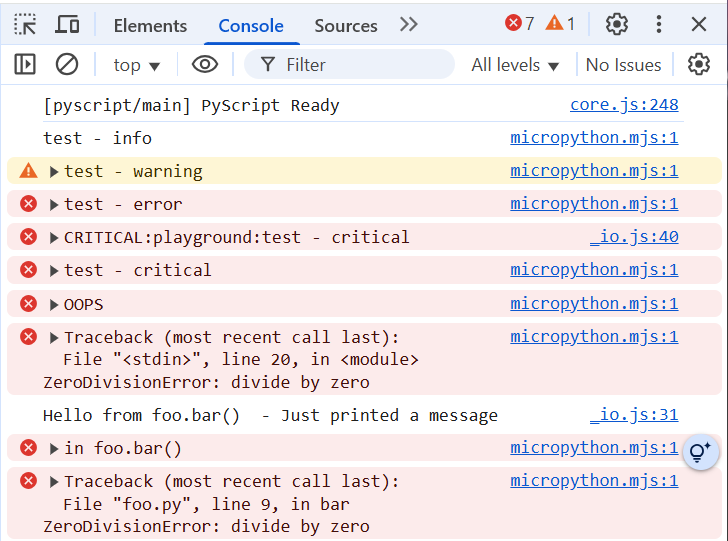 Elements Console Sources 7 1
top Filter All levels No Issues
[pyscript/main] PyScript Ready core.js:248
test - info micropython.mjs:1
test - warning micropython.mjs:1
test - error micropython.mjs:1
CRITICAL:playground:test - critical _io.js:40
test - critical micropython.mjs:1
OOPS micropython.mjs:1
Traceback (most recent call last): micropython.mjs:1
File "<stdin>", line 20, in <module>
ZeroDivisionError: divide by zero
Hello from foo.bar()  - Just printed a message _io.js:31
in foo.bar() micropython.mjs:1
Traceback (most recent call last): micropython.mjs:1
File "foo.py", line 9, in bar
ZeroDivisionError: divide by zero